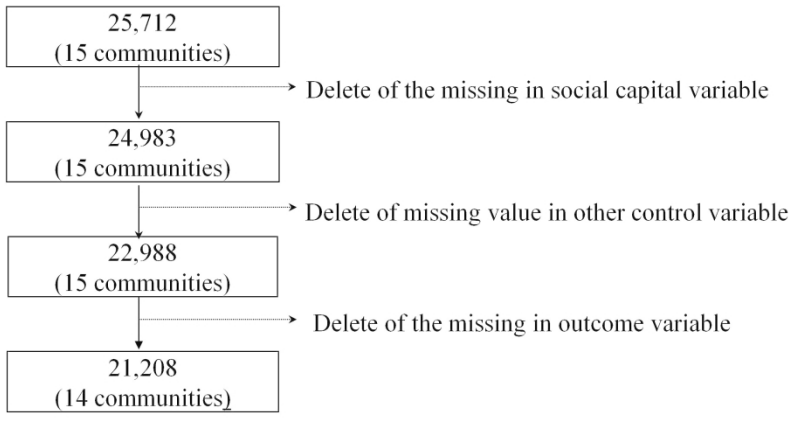 25,712
(15 communities)
Delete of the missing in social capital variable
24,983
(15 communities)
Delete of missing value in other control variable
22,988
(15 communities)
Delete of the missing in outcome variable
21,208
(14 communities)